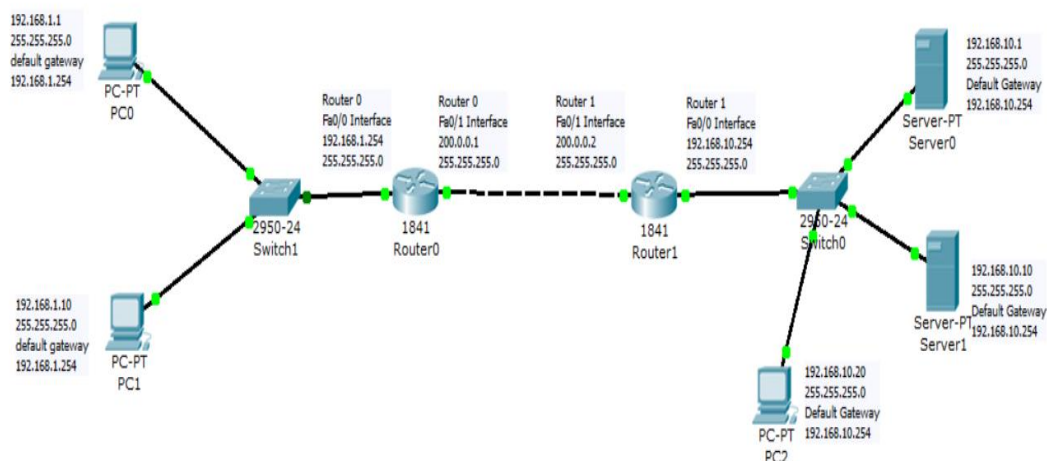 192.168.1.1
255.255.255.0
default gateway
192.168.1.254
PC-PT
PC0
Router 0
Fa0/0 Interface
192.168.1.254
255.255.255.0
Router 0
Fa0/1 Interface
200.0.0.1
255.255.255.0
Router 1
Fa0/1 Interface
200.0.0.2
255.255.255.0
Router 1
Fa0/0 Interface
192.168.10.254
255.255.255.0
192.168.10.1
255.255.255.0
Default Gateway
192.168.10.254
Server-PT
Server0
2950-24
Switch1
1841
Router0
1841
Router1
2950-24
Switch0
192.168.10.10
255.255.255.0
Default Gateway
192.168.10.254
Server-PT
Server1
192.168.1.10
255.255.255.0
default gateway
192.168.1.254
PC-PT
PC1
192.168.10.20
255.255.255.0
Default Gateway
192.168.10.254
PC-PT
PC2